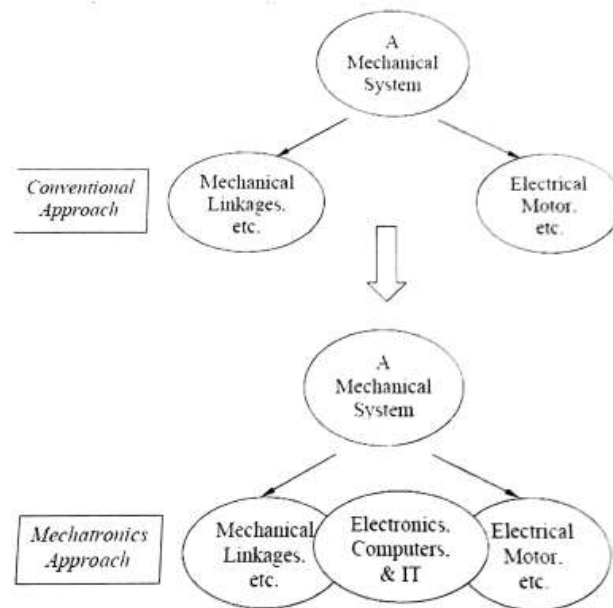 A
Mechanical
System
Conventional
Approach
Mechanical
Linkages.
etc.
Electrical
Motor.
etc.
A
Mechanical
System
Mechatronics
Approach
Mechanical
Linkages.
etc.
Electronics.
Computers.
& IT
Electrical
Motor.
etc.